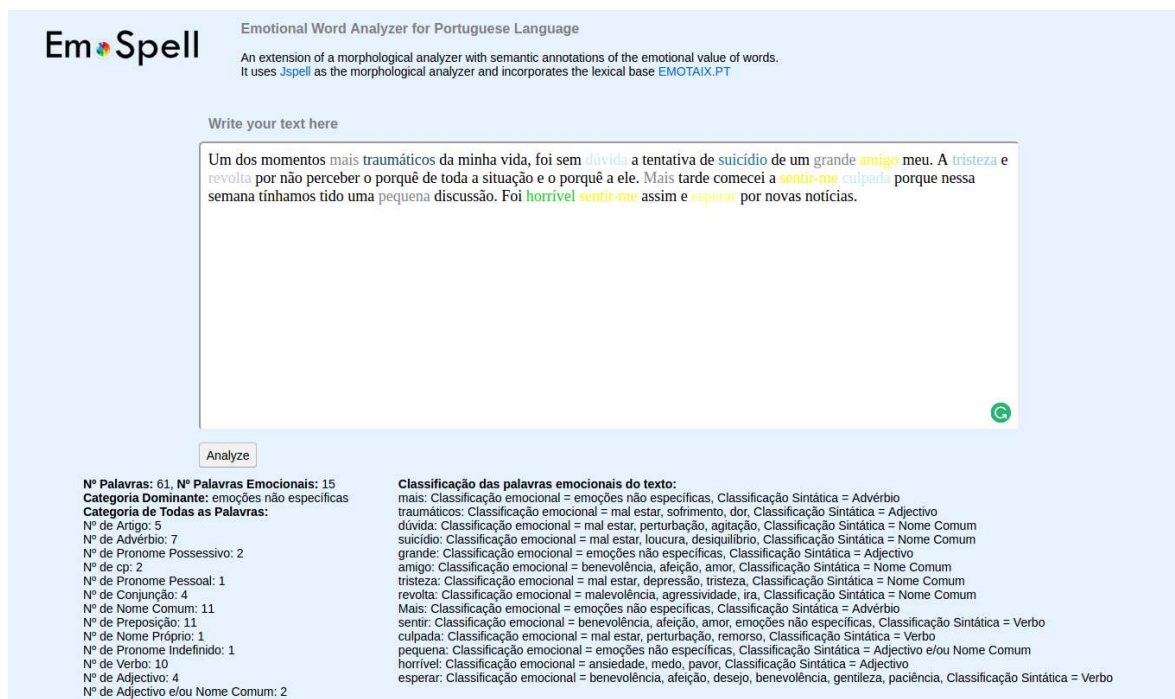 Em Spell
Emotional Word Analyzer for Portuguese Language
An extension of a morphological analyzer with semantic annotations of the emotional value of words.
It uses Jspell as the morphological analyzer and incorporates the lexical base EMOTAIX.PT
Write your text here
Um dos momentos mais traumáticos da minha vida, foi sem dúvida a tentativa de suicídio de um grande amigo meu. A tristeza e
revolta por não perceber o porquê de toda a situação e o porquê a ele. Mais tarde comecei a sentir-me culpada porque nessa
semana tínhamos tido uma pequena discussão. Foi horrível sentir-me assim e esperar por novas notícias.
Analyze
Nº Palavras: 61, Nº Palavras Emocionais: 15
Categoria Dominante: emoções não específicas
Categoria de Todas as Palavras:
Nº de Artigo: 5
Nº de Advérbio: 7
Nº de Pronome Possessivo: 2
Nº de cp: 2
Nº de Pronome Pessoal: 1
Nº de Conjunção: 4
Nº de Nome Comum: 11
Nº de Preposição: 11
Nº de Nome Próprio: 1
Nº de Pronome Indefinido: 1
Nº de Verbo: 10
Nº de Adjectivo: 4
Nº de Adjectivo e/ou Nome Comum: 2
Classificação das palavras emocionais do texto:
mais: Classificação emocional = emoções não específicas, Classificação Sintática = Advérbio
traumáticos: Classificação emocional = mal estar, sofrimento, dor, Classificação Sintática = Adjectivo
dúvida: Classificação emocional = mal estar, perturbação, agitação, Classificação Sintática = Nome Comum
suicídio: Classificação emocional = mal estar, loucura, desiquilíbrio, Classificação Sintática = Nome Comum
grande: Classificação emocional = emoções não específicas, Classificação Sintática = Adjectivo
amigo: Classificação emocional = benevolência, afeição, amor, Classificação Sintática = Nome Comum
tristeza: Classificação emocional = mal estar, depressão, tristeza, Classificação Sintática = Nome Comum
revolta: Classificação emocional = malevolência, agressividade, ira, Classificação Sintática = Nome Comum
Mais: Classificação emocional = emoções não específicas, Classificação Sintática = Advérbio
sentir: Classificação emocional = benevolência, afeição, amor, emoções não específicas, Classificação Sintática = Verbo
culpada: Classificação emocional = mal estar, perturbação, remorso, Classificação Sintática = Verbo
pequena: Classificação emocional = emoções não específicas, Classificação Sintática = Adjectivo e/ou Nome Comum
horrível: Classificação emocional = ansiedade, medo, pavor, Classificação Sintática = Adjectivo
esperar: Classificação emocional = benevolência, afeição, desejo, benevolência, gentileza, paciência, Classificação Sintática = Verbo